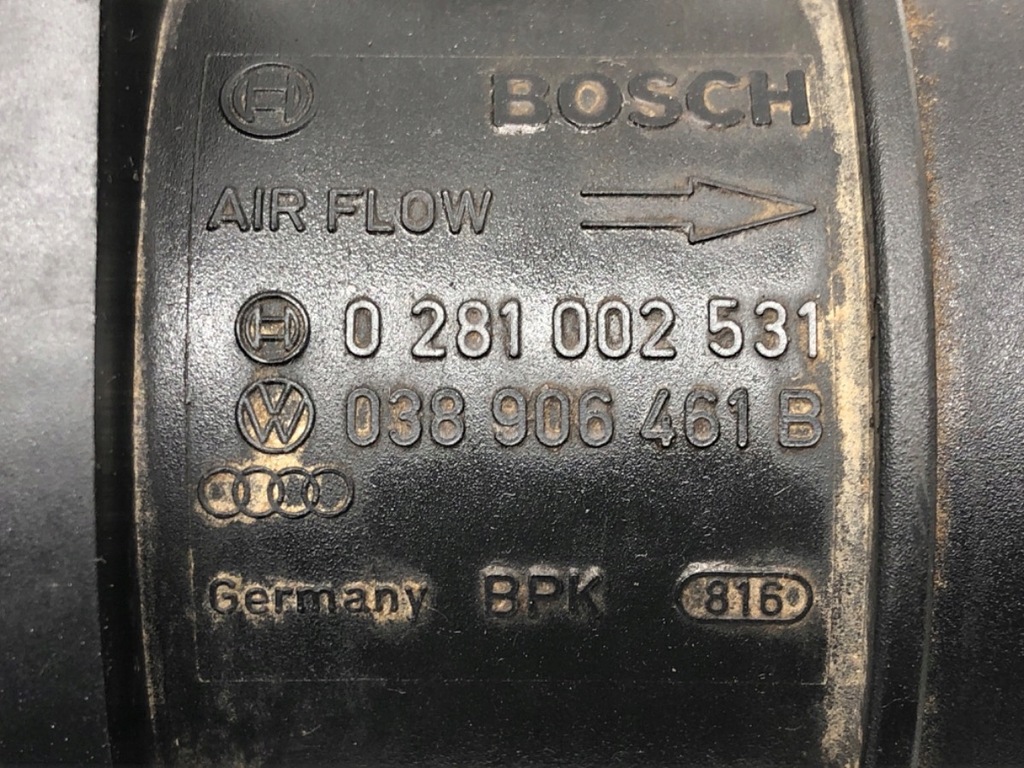 BOSCH
AIR FLOW
0 281 002 531
038 906 461 B
Germany BPK 816